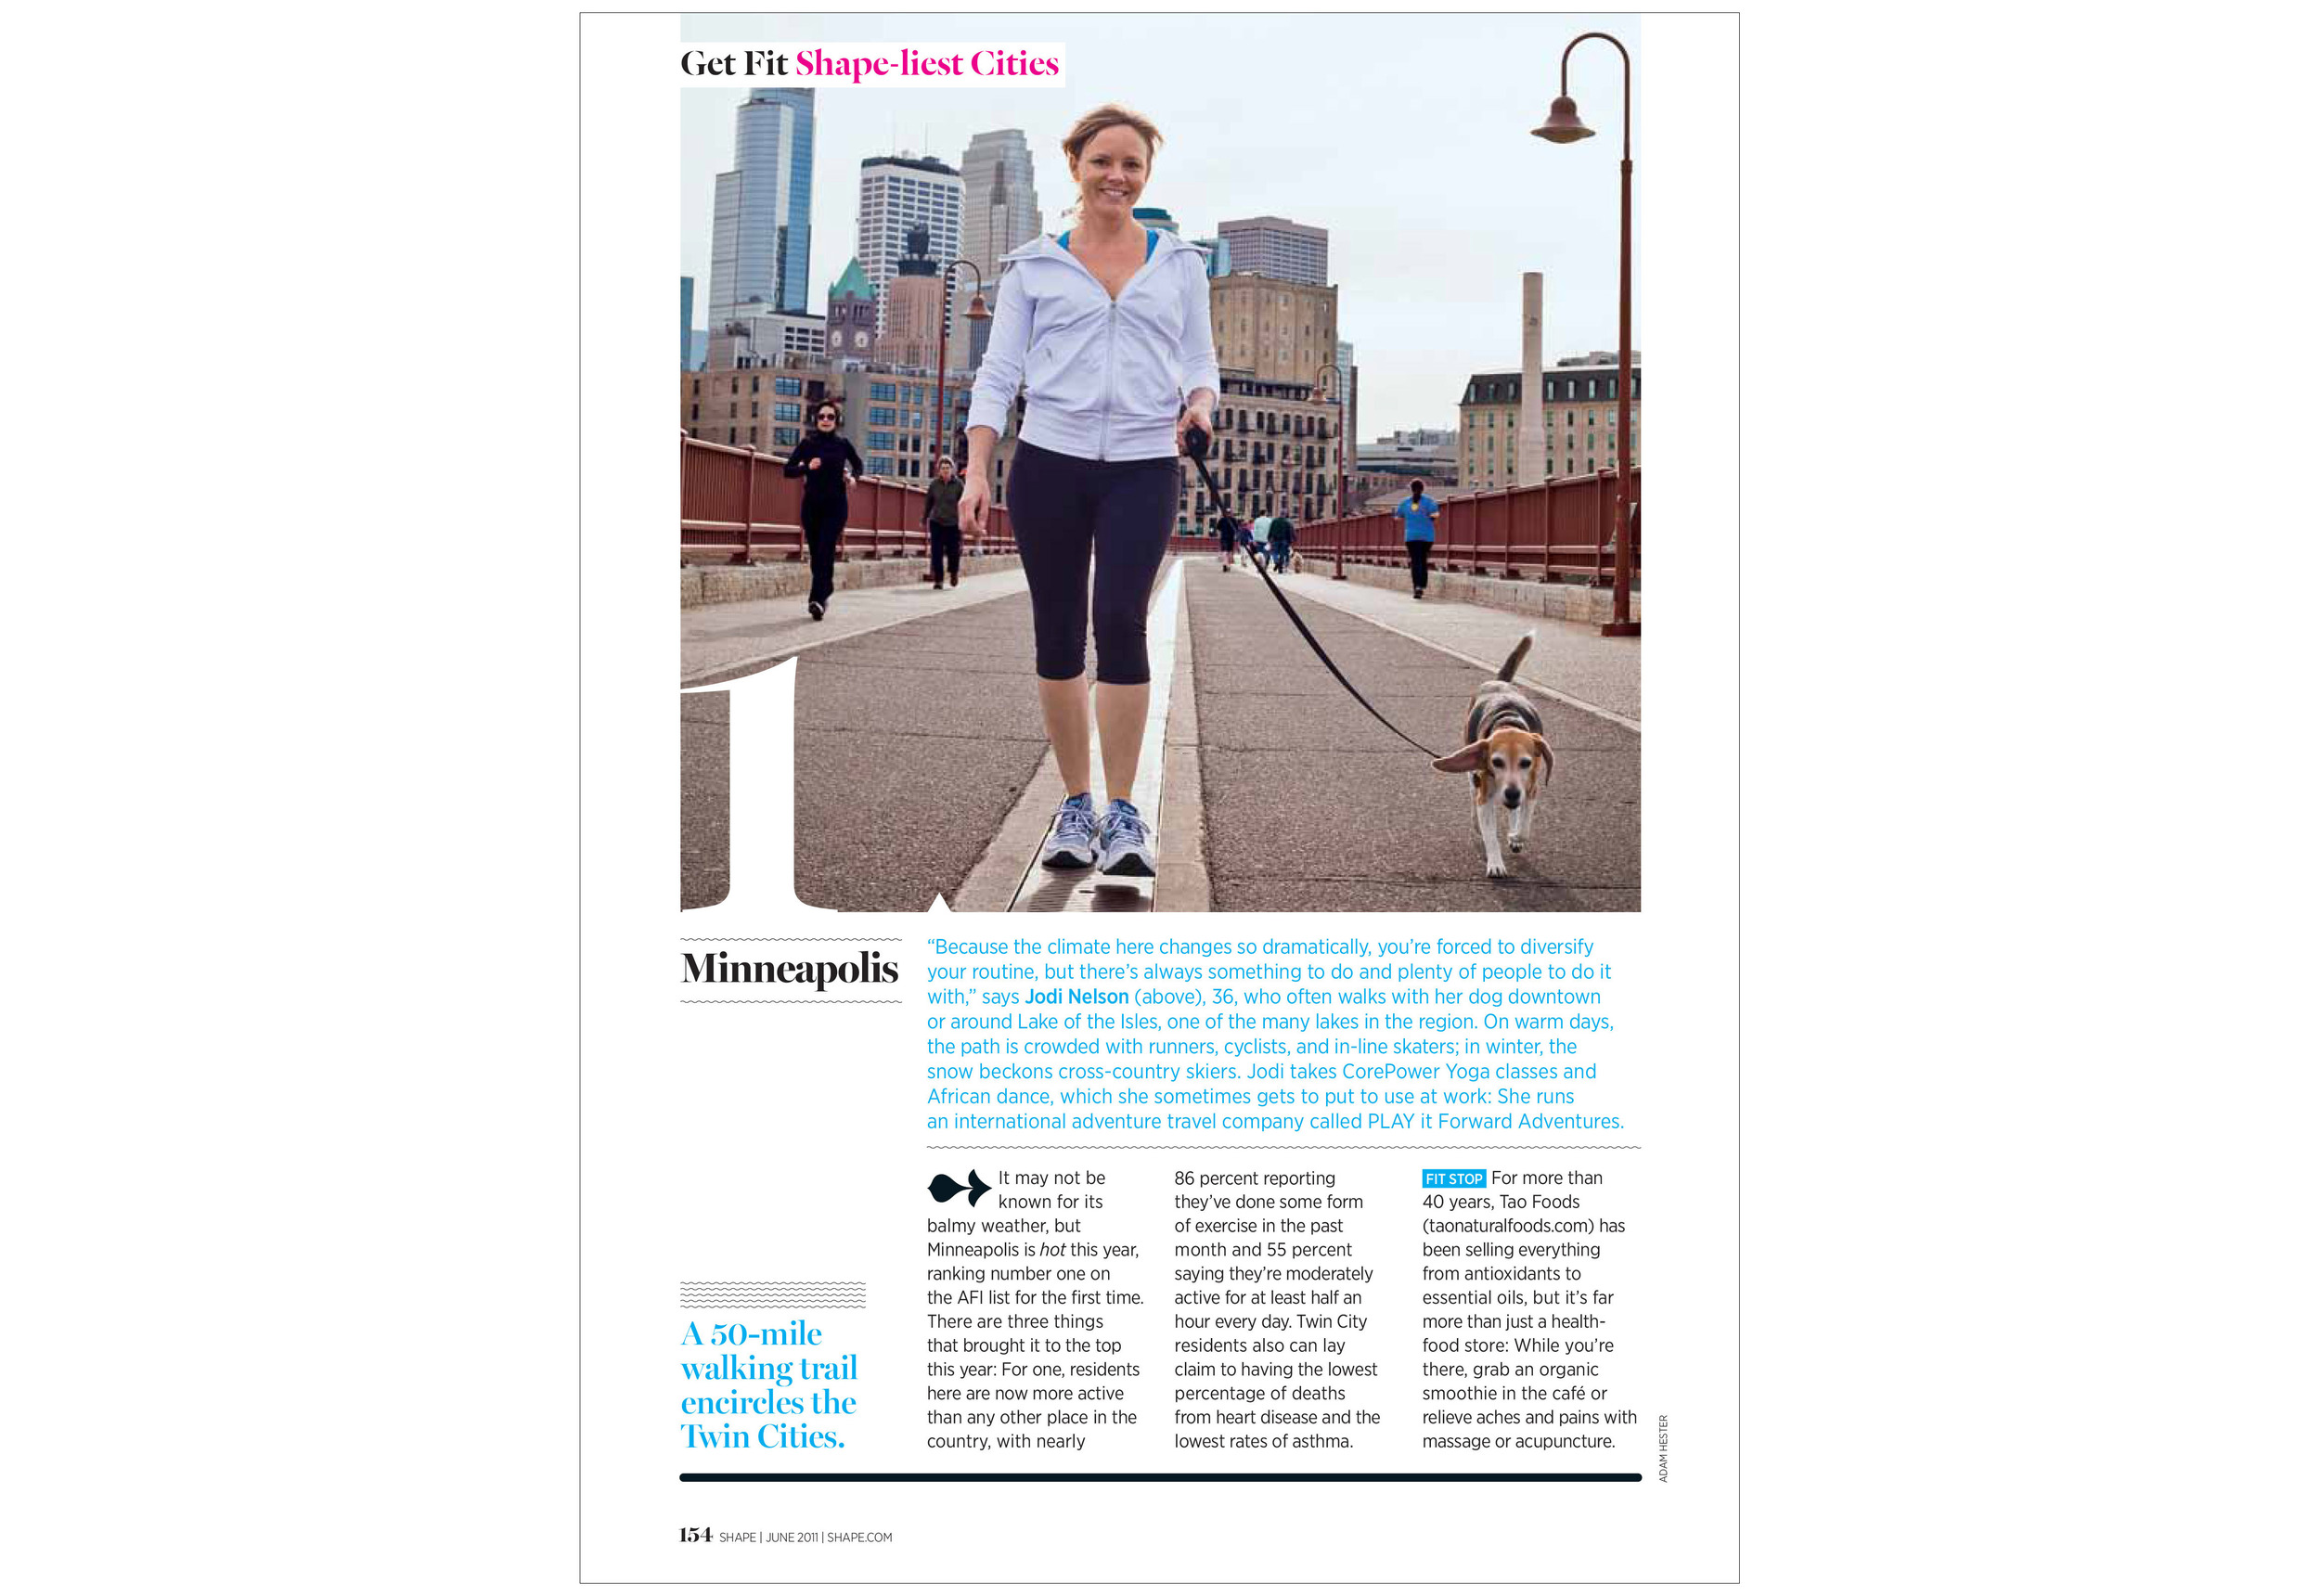 Get Fit Shape-liest Cities
1.
Minneapolis
“Because the climate here changes so dramatically, you’re forced to diversify
your routine, but there’s always something to do and plenty of people to do it
with,” says Jodi Nelson (above), 36, who often walks with her dog downtown
or around Lake of the Isles, one of the many lakes in the region. On warm days,
the path is crowded with runners, cyclists, and in-line skaters; in winter, the
snow beckons cross-country skiers. Jodi takes CorePower Yoga classes and
African dance, which she sometimes gets to put to use at work: She runs
an international adventure travel company called PLAY it Forward Adventures.
A 50-mile
walking trail
encircles the
Twin Cities.
It may not be
known for its
balmy weather, but
Minneapolis is hot this year,
ranking number one on
the AFI list for the first time.
There are three things
that brought it to the top
this year: For one, residents
here are now more active
than any other place in the
country, with nearly
86 percent reporting
they’ve done some form
of exercise in the past
month and 55 percent
saying they’re moderately
active for at least half an
hour every day. Twin City
residents also can lay
claim to having the lowest
percentage of deaths
from heart disease and the
lowest rates of asthma.
FIT STOP For more than
40 years, Tao Foods
(taonaturalfoods.com) has
been selling everything
from antioxidants to
essential oils, but it’s far
more than just a health-
food store: While you’re
there, grab an organic
smoothie in the café or
relieve aches and pains with
massage or acupuncture.
ADAM HESTER
154 SHAPE | JUNE 2011 | SHAPE.COM